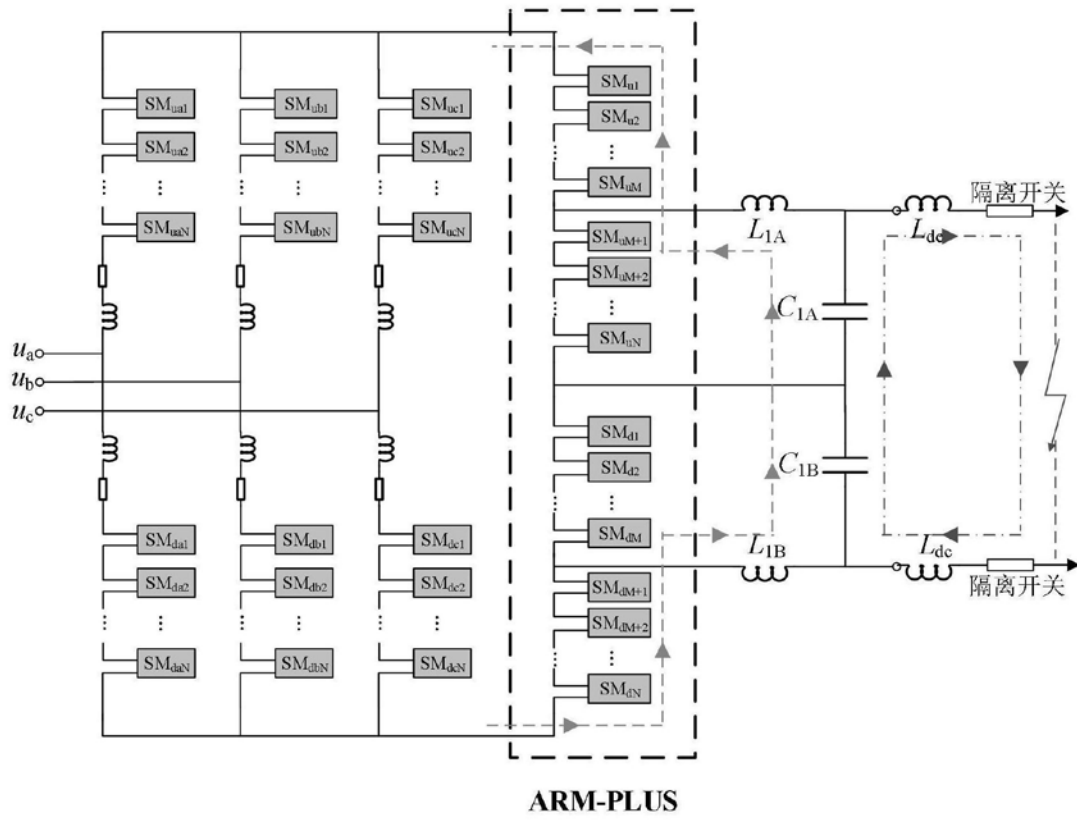 SMua1 SMub1 SMuc1 SMu1
SMua2 SMub2 SMuc2 SMu2
⋮ ⋮ ⋮ ⋮ ⋮ ⋮ ⋮ ⋮
SMuaN SMubN SMucN SMuM
L1A Ldc 隔离开关
SMuM+1
SMuM+2
⋮ ⋮
SMuN
C1A
ua
ub
uc
SMd1
SMd2
⋮ ⋮
SMdM
C1B
L1B Ldc 隔离开关
SMda1 SMdb1 SMdc1 SMdM+1
SMda2 SMdb2 SMdc2 SMdM+2
⋮ ⋮ ⋮ ⋮ ⋮ ⋮ ⋮ ⋮
SMdaN SMdbN SMdcN SMdN
ARM-PLUS